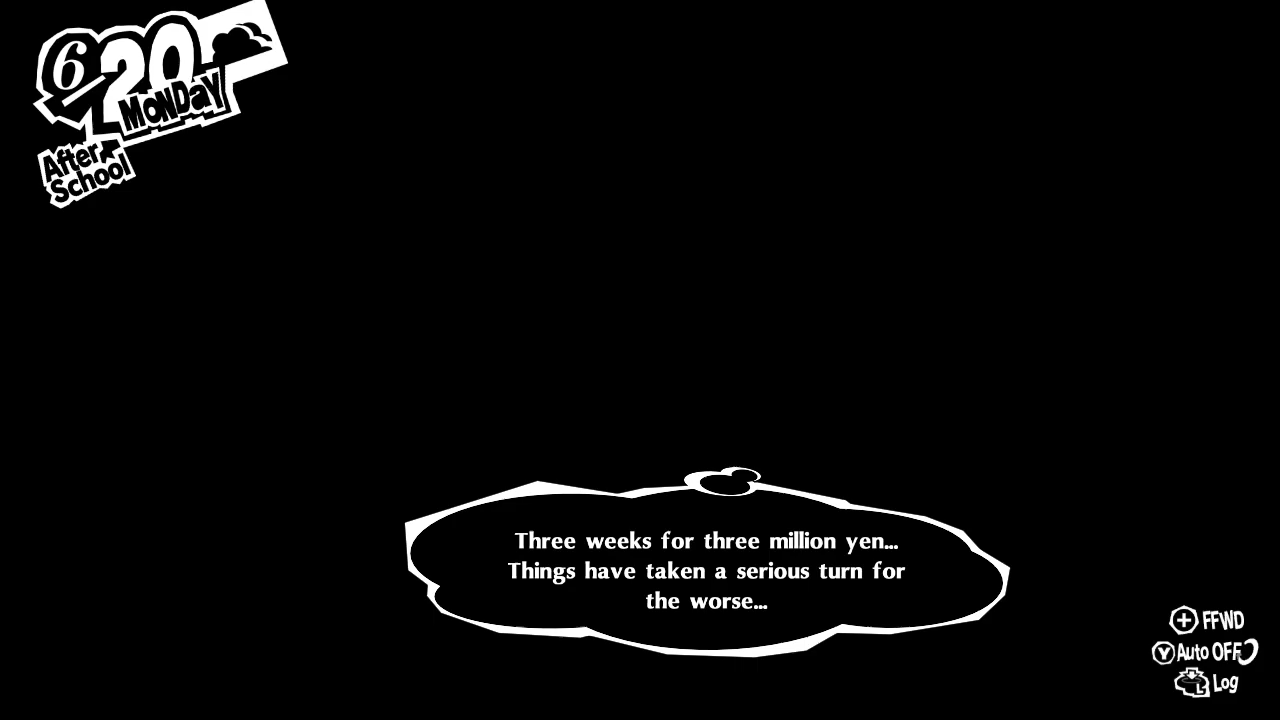 6/20
MONDAY
After
School
Three weeks for three million yen...
Things have taken a serious turn for
the worse...
+ FFWD
Y Auto OFF
L Log